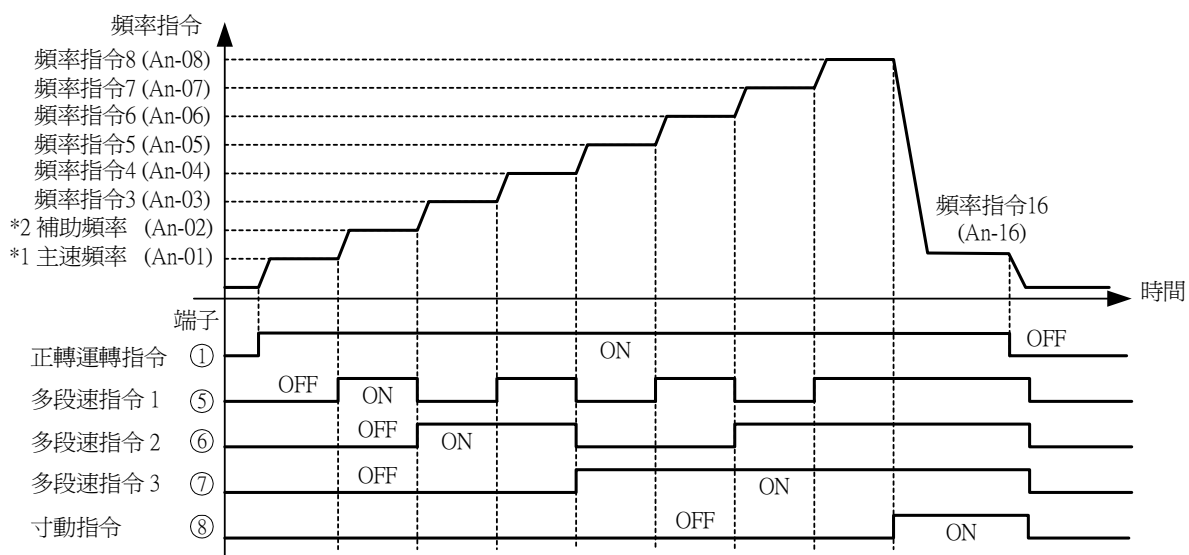 頻率指令
頻率指令8 (An-08)
頻率指令7 (An-07)
頻率指令6 (An-06)
頻率指令5 (An-05)
頻率指令4 (An-04)
頻率指令3 (An-03)
*2 補助頻率 (An-02)
*1 主速頻率 (An-01)
頻率指令16
(An-16)
時間
端子
正轉運轉指令 ① ON OFF
多段速指令 1 ⑤ OFF ON
多段速指令 2 ⑥ OFF ON
多段速指令 3 ⑦ OFF ON
寸動指令 ⑧ OFF ON